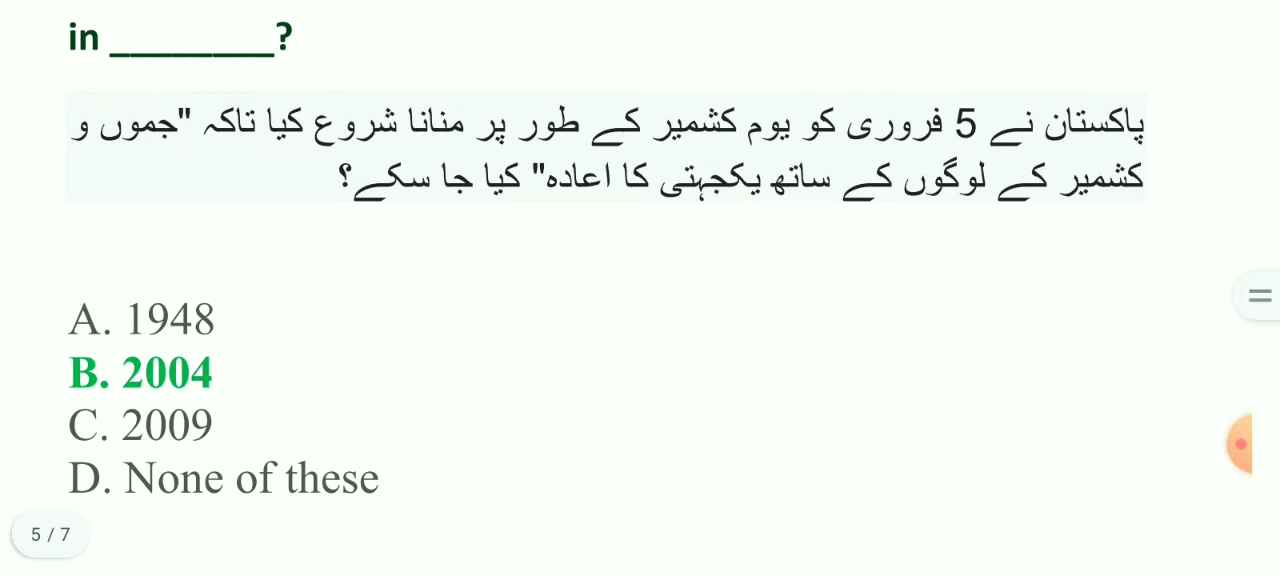 in ________?
پاکستان نے 5 فروری کو یوم کشمیر کے طور پر منانا شروع کیا تاکہ "جموں و
کشمیر کے لوگوں کے ساتھ یکجہتی کا اعادہ" کیا جا سکے؟
A. 1948
B. 2004
C. 2009
D. None of these
5 / 7